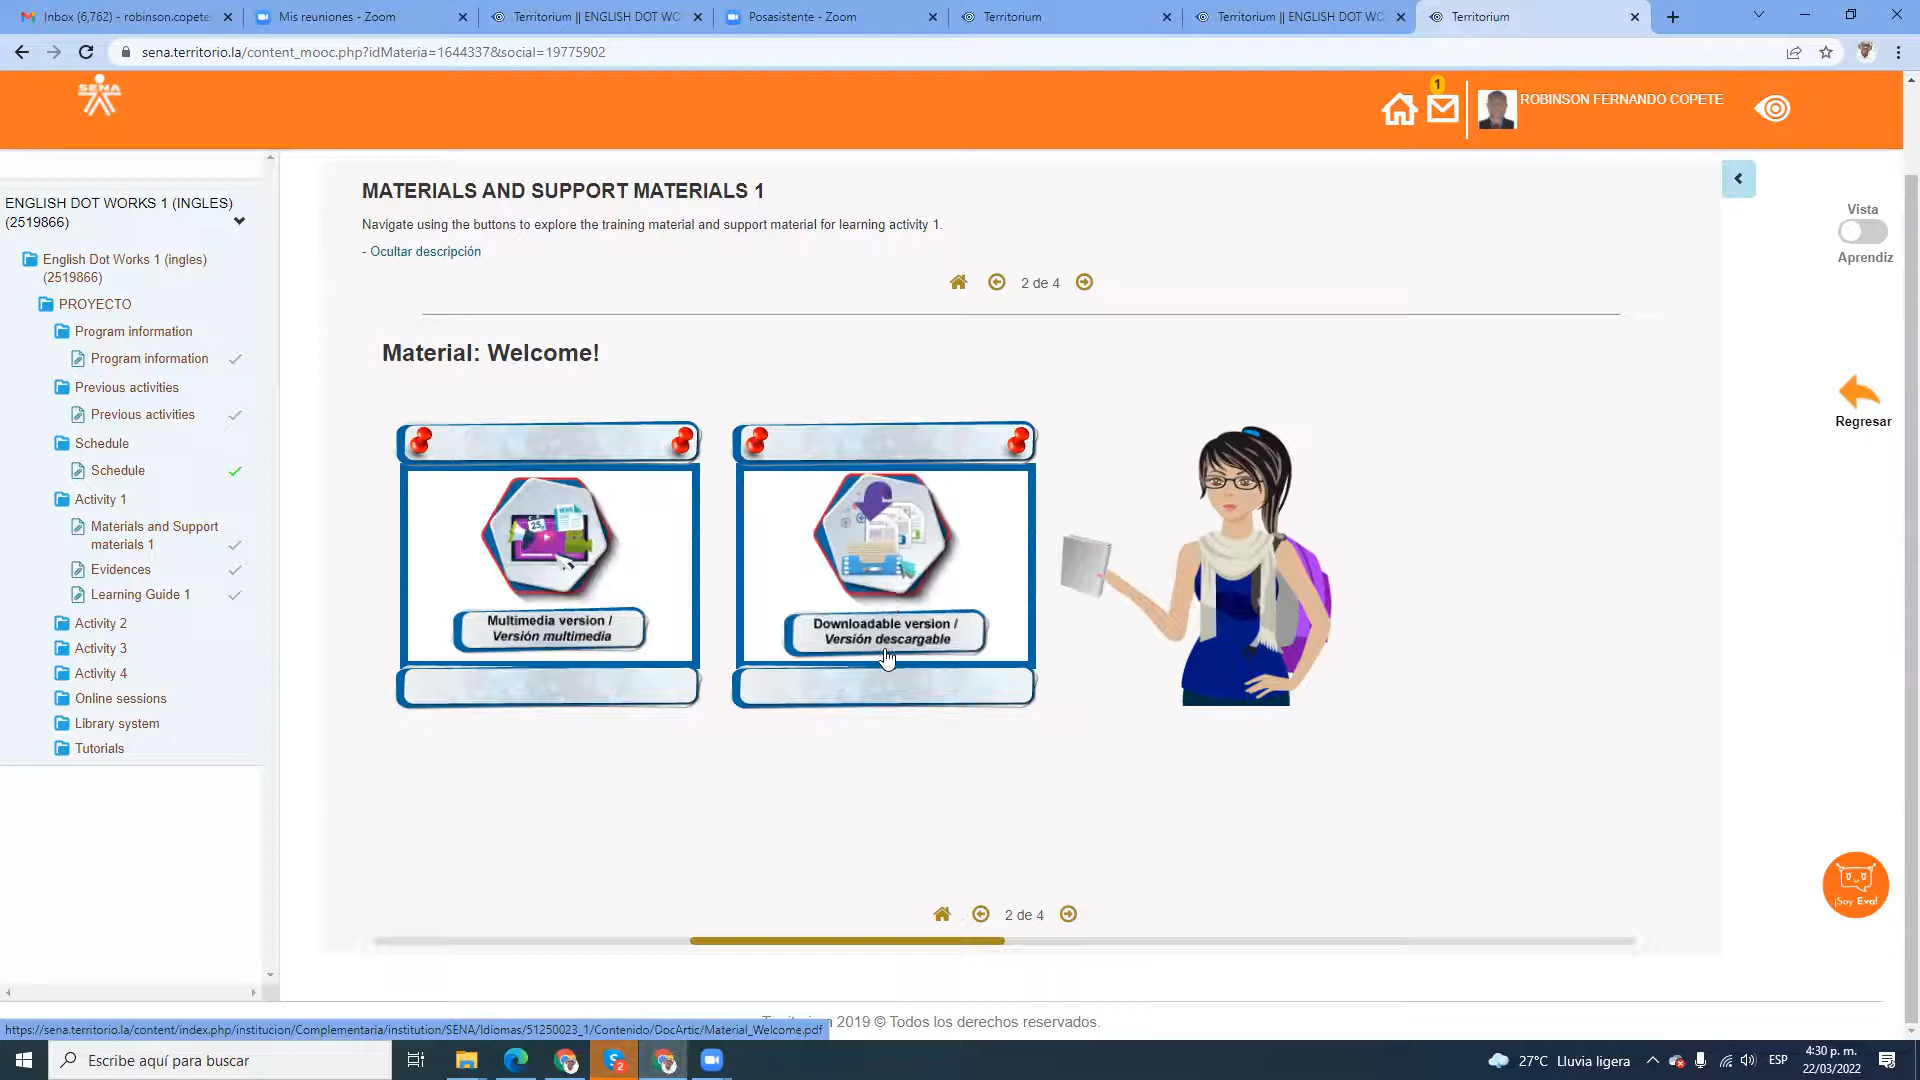 Inbox (6,762) - robinson.copete
Mis reuniones - Zoom
Territorium || ENGLISH DOT WO
Posasistente - Zoom
Territorium
Territorium || ENGLISH DOT WO
Territorium
sena.territorio.la/content_mooc.php?idMateria=1644337&social=19775902
SENA
1
ROBINSON FERNANDO COPETE
ENGLISH DOT WORKS 1 (INGLES)
(2519866)
English Dot Works 1 (ingles)
(2519866)
PROYECTO
Program information
Program information
Previous activities
Previous activities
Schedule
Schedule
Activity 1
Materials and Support
materials 1
Evidences
Learning Guide 1
Activity 2
Activity 3
Activity 4
Online sessions
Library system
Tutorials
MATERIALS AND SUPPORT MATERIALS 1
Navigate using the buttons to explore the training material and support material for learning activity 1.
- Ocultar descripción
2 de 4
Material: Welcome!
Multimedia version /
Versión multimedia
Downloadable version /
Versión descargable
2 de 4
Vista
Aprendiz
Regresar
¡Soy Eva!
2019 © Todos los derechos reservados.
https://sena.territorio.la/content/index.php/institucion/Complementaria/institution/SENA/Idiomas/51250023_1/Contenido/DocArtic/Material_Welcome.pdf
Escribe aquí para buscar
2
27°C Lluvia ligera
ESP
4:30 p. m.
22/03/2022